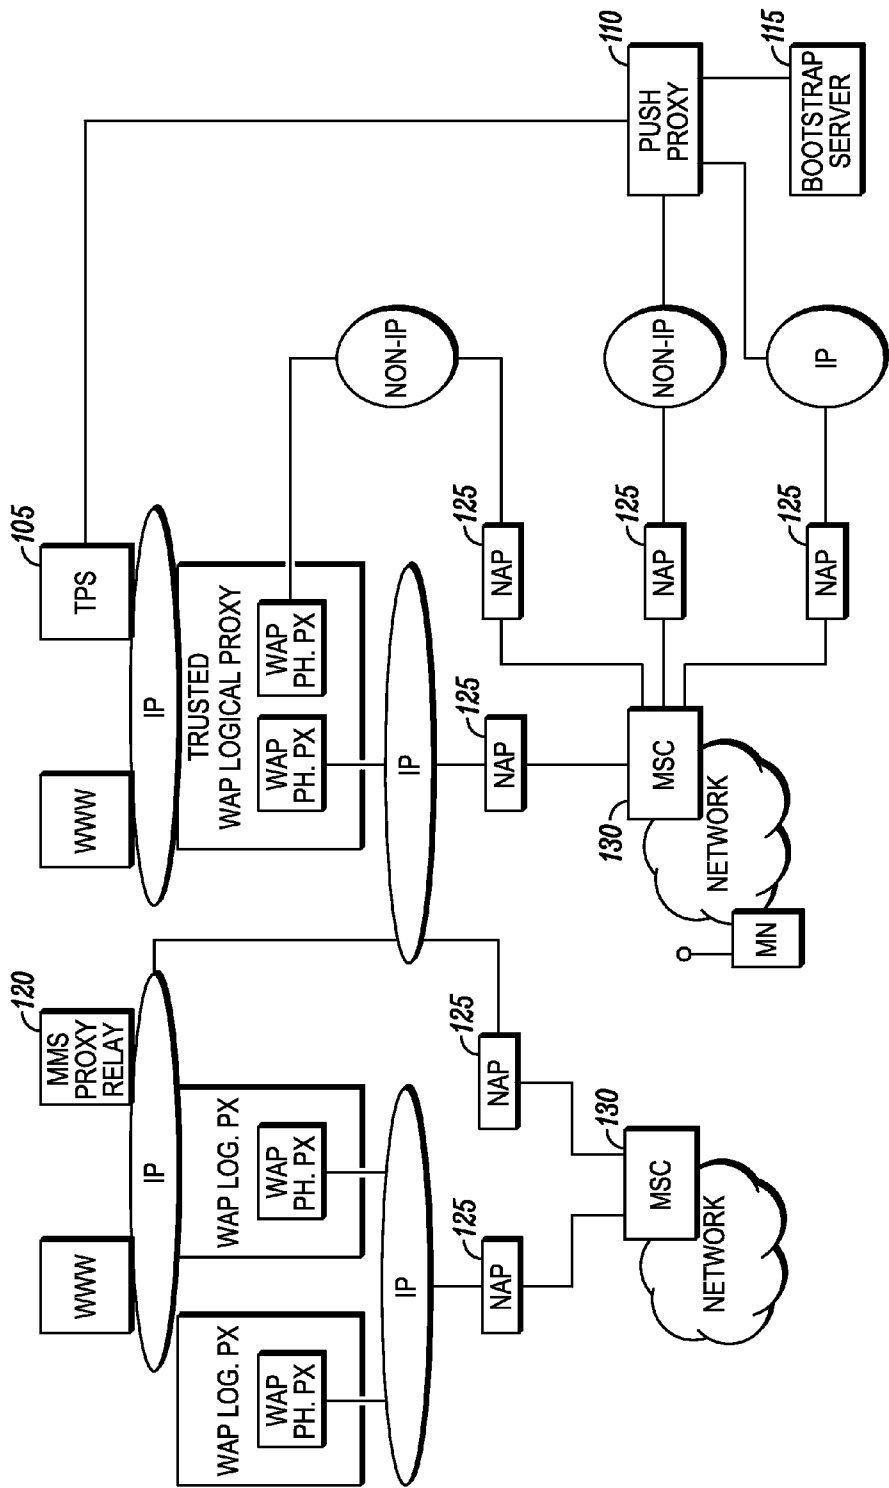 120
105
WWW
MMS
PROXY
RELAY
WWW
TPS
IP
IP
WAP LOG. PX
WAP LOG. PX
TRUSTED
WAP LOGICAL PROXY
WAP
PH. PX
WAP
PH. PX
WAP
PH. PX
WAP
PH. PX
IP
IP
NON-IP
125
NAP
125
NAP
125
NAP
125
NAP
130
MSC
130
MSC
125
NAP
NON-IP
110
PUSH
PROXY
NETWORK
NETWORK
MN
125
NAP
IP
115
BOOTSTRAP
SERVER